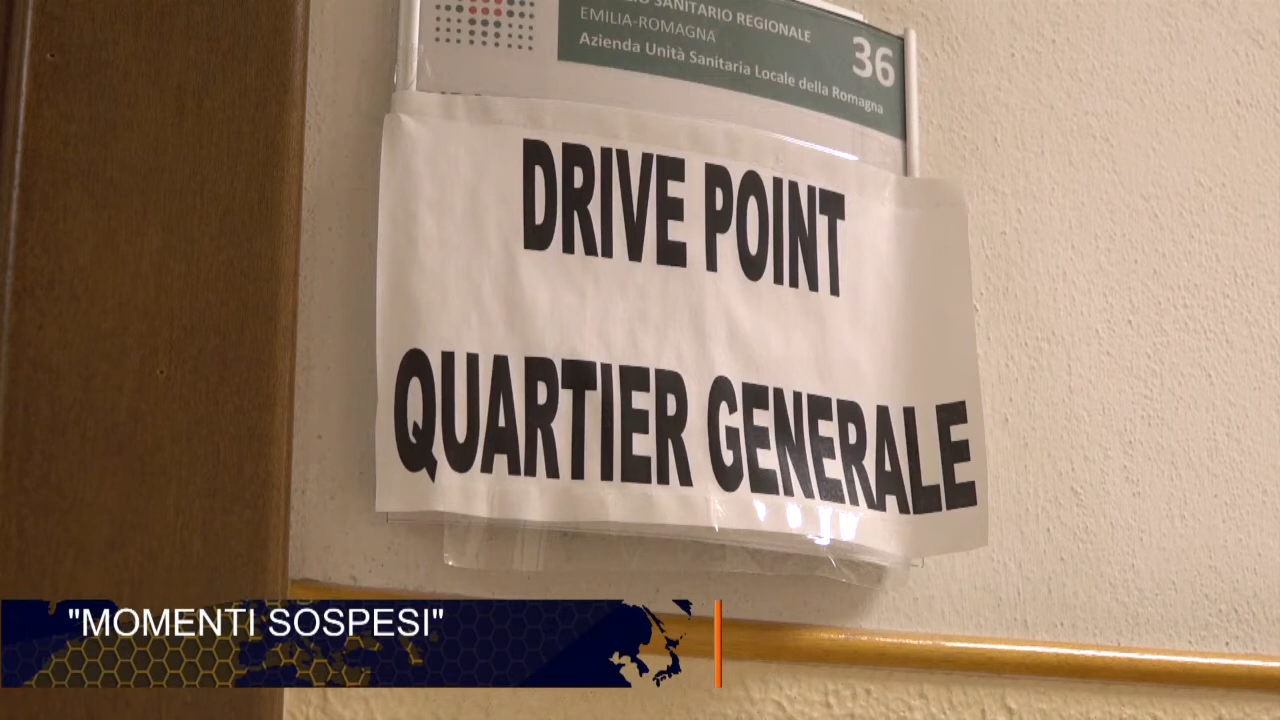 SANITARIO REGIONALE
EMILIA-ROMAGNA
Azienda Unità Sanitaria Locale della Romagna
36
DRIVE POINT
QUARTIER GENERALE
"MOMENTI SOSPESI"